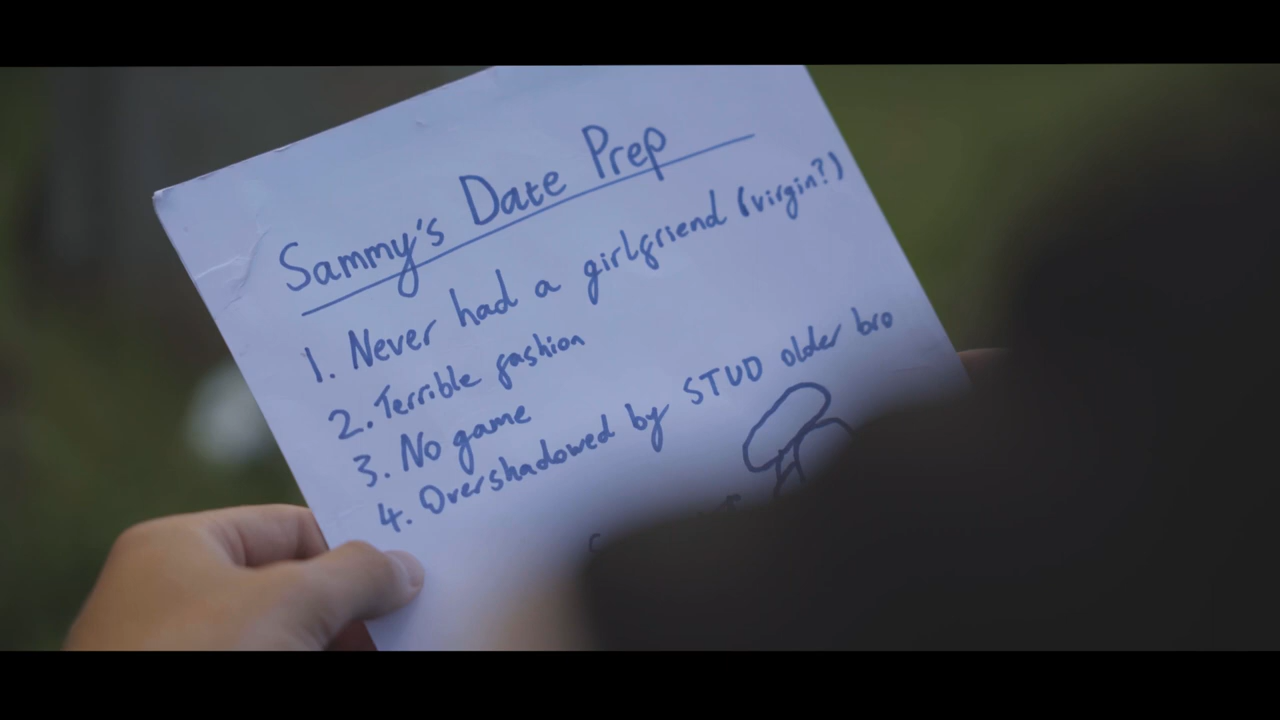 Sammy's Date Prep
1. Never had a girlfriend (virgin?)
2. Terrible fashion
3. No game
4. Overshadowed by STUD older bro